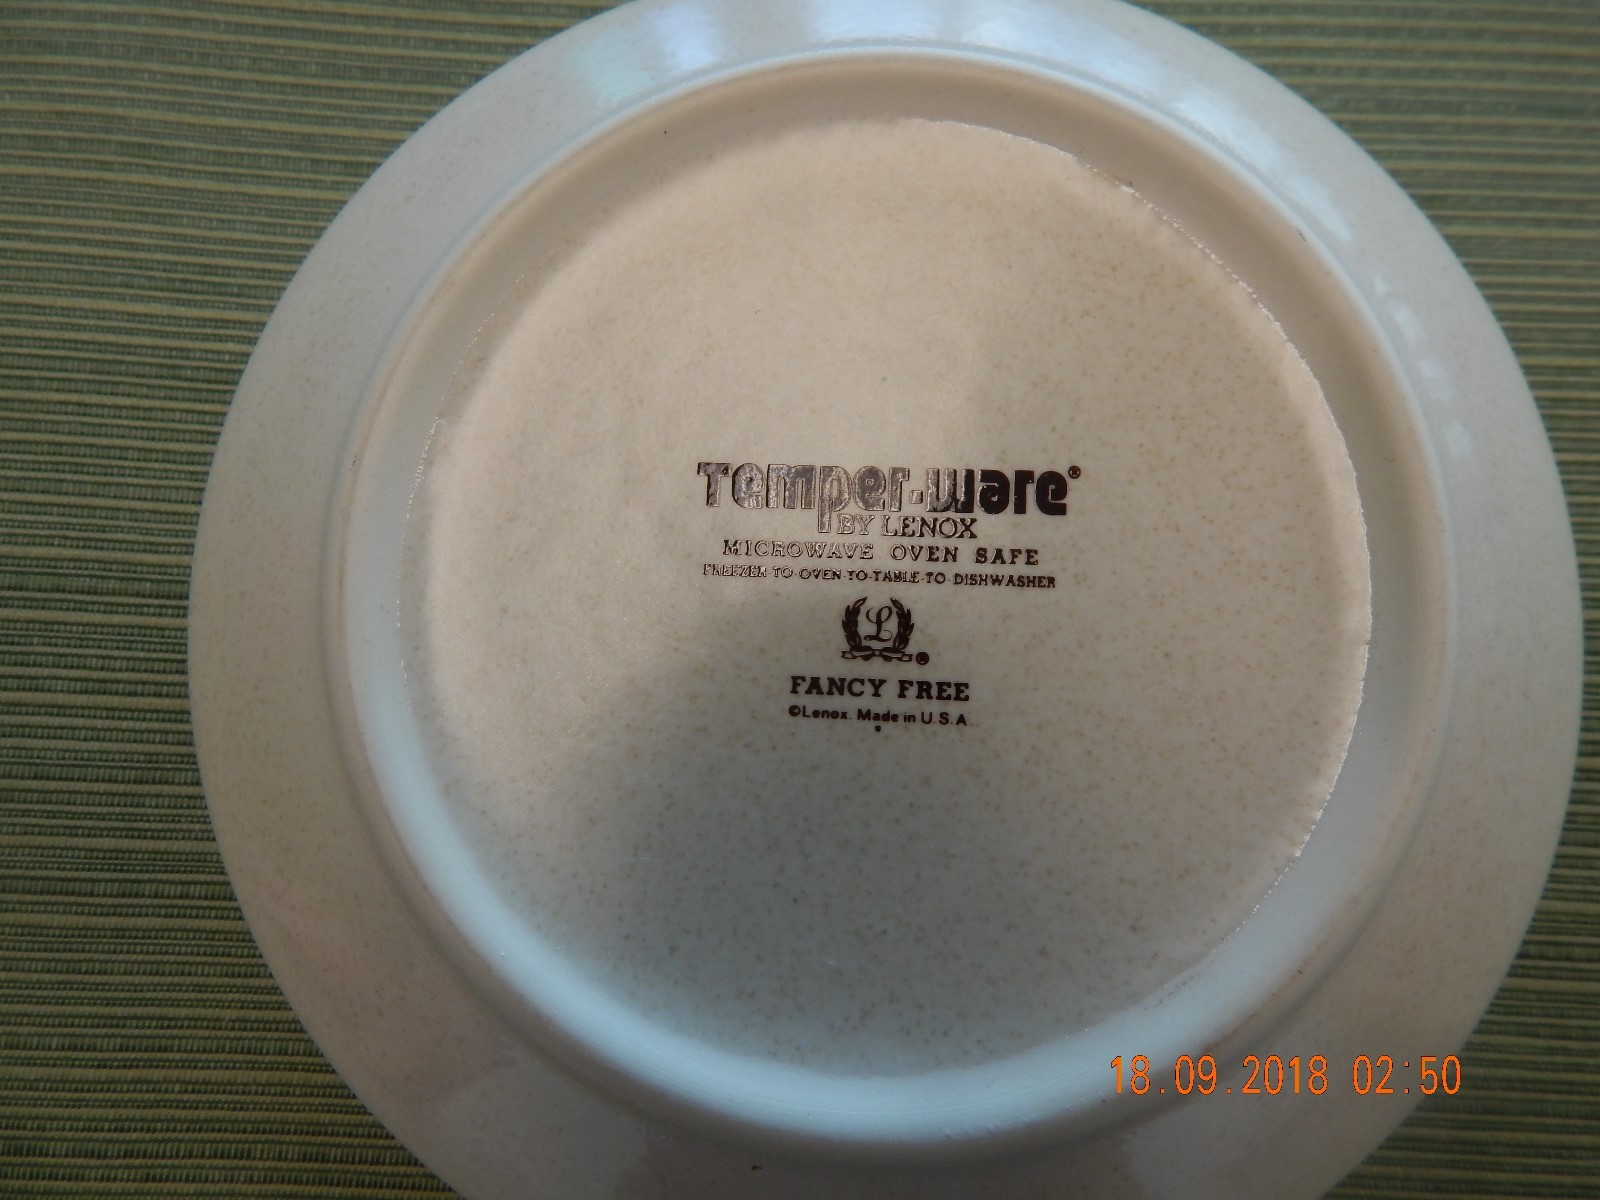 Temper-ware®
BY LENOX
MICROWAVE OVEN SAFE
FREEZER-TO-OVEN-TO-TABLE-TO-DISHWASHER
L ®
FANCY FREE
©Lenox. Made in U.S.A.
18.09.2018 02:50